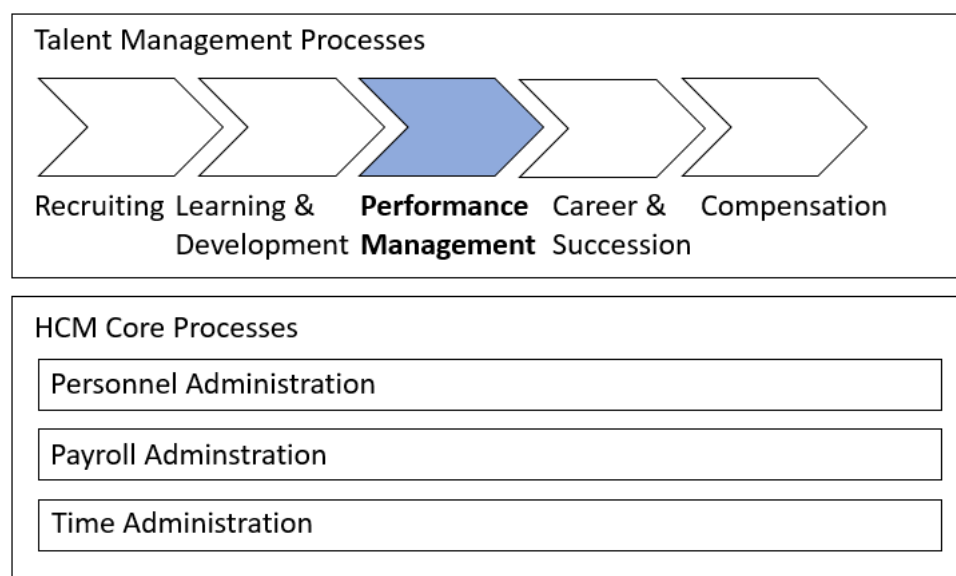 Talent Management Processes
Recruiting
Learning &
Development
Performance
Management
Career &
Succession
Compensation
HCM Core Processes
Personnel Administration
Payroll Adminstration
Time Administration